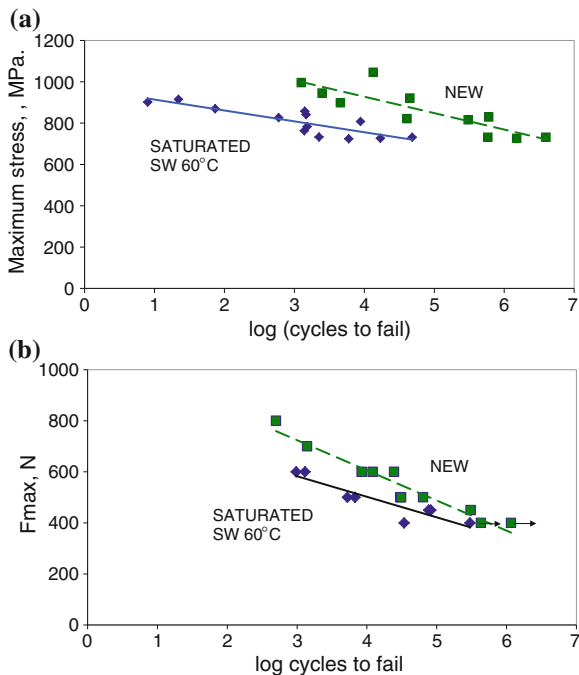 (a)
1200
1000
800
600
400
200
0
Maximum stress, , MPa.
NEW
SATURATED
SW 60°C
0 1 2 3 4 5 6 7
log (cycles to fail)
(b)
1000
800
600
400
200
0
Fmax, N
NEW
SATURATED
SW 60°C
0 1 2 3 4 5 6 7
log cycles to fail